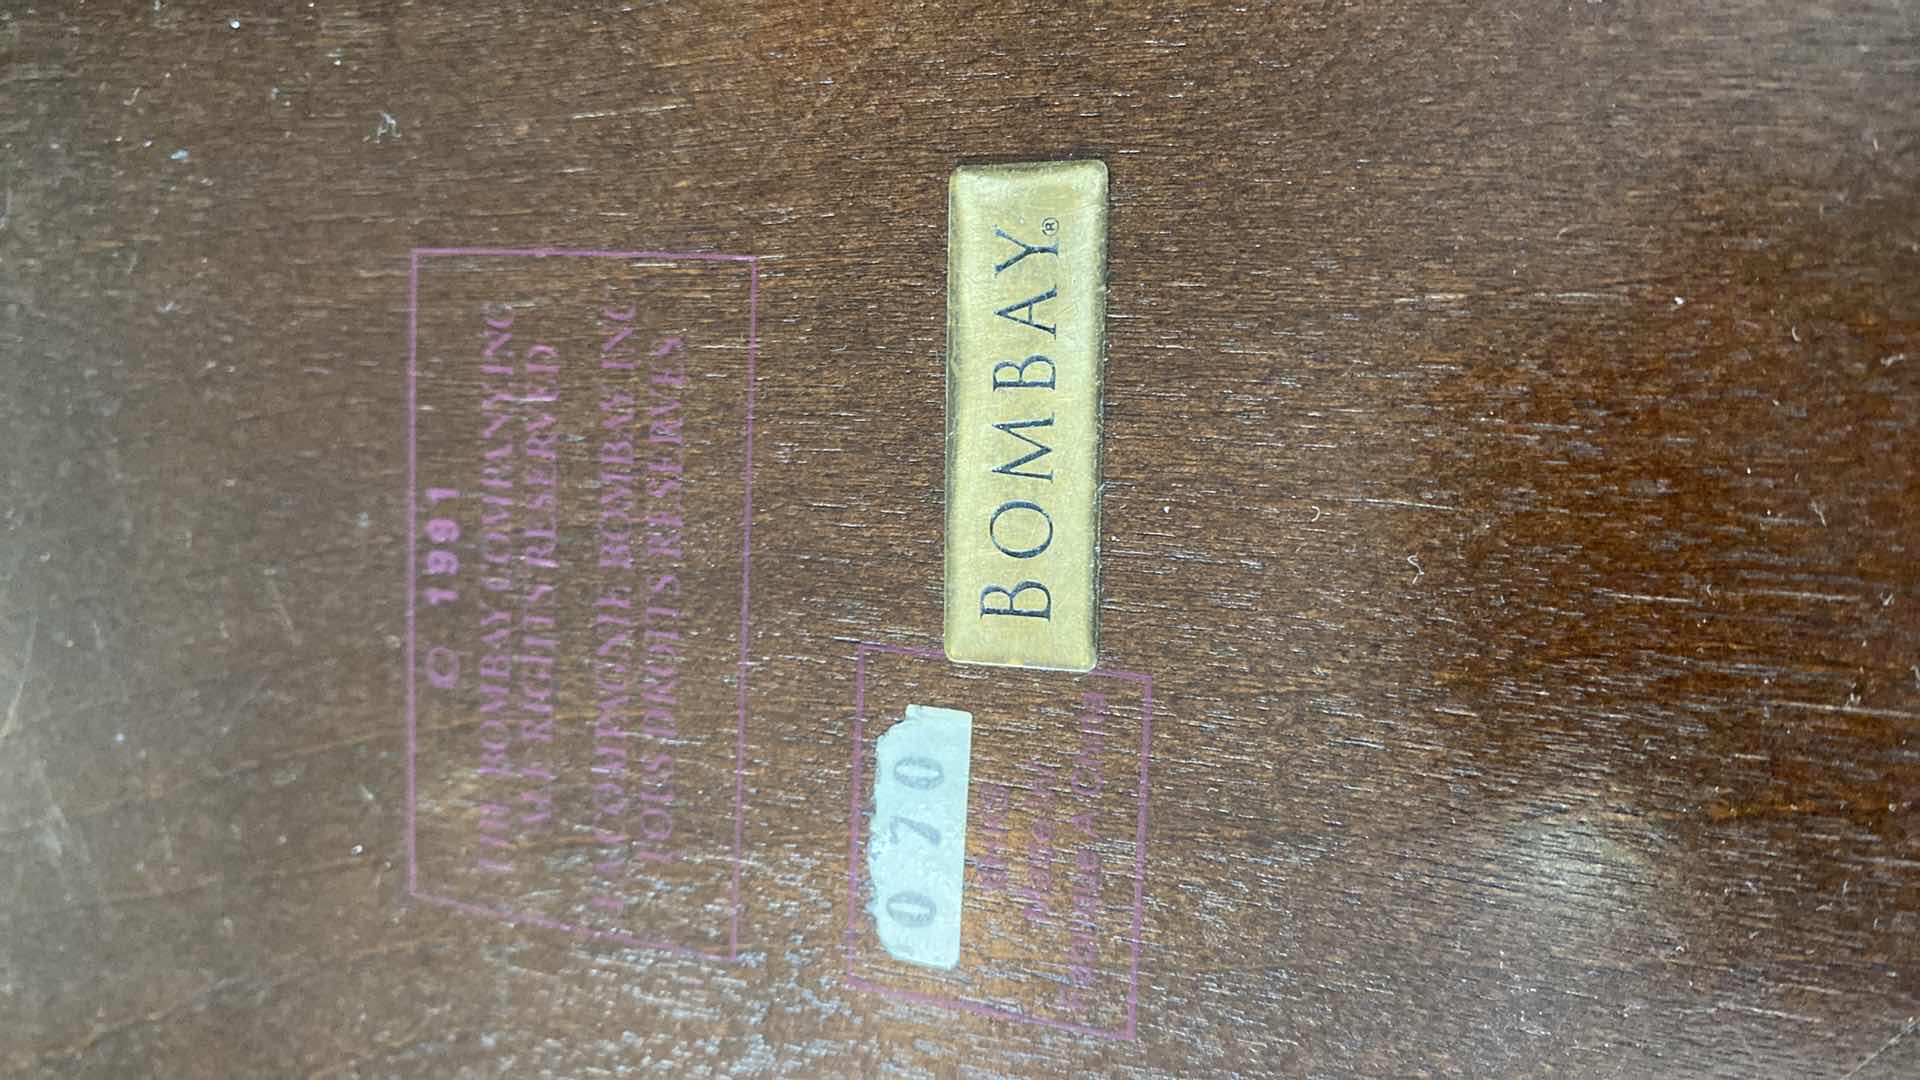 © 1991
THE BOMBAY COMPANY INC
ALL RIGHTS RESERVED
LA COMPAGNIE BOMBAY INC
TOUS DROITS RESERVES
BOMBAY®
070